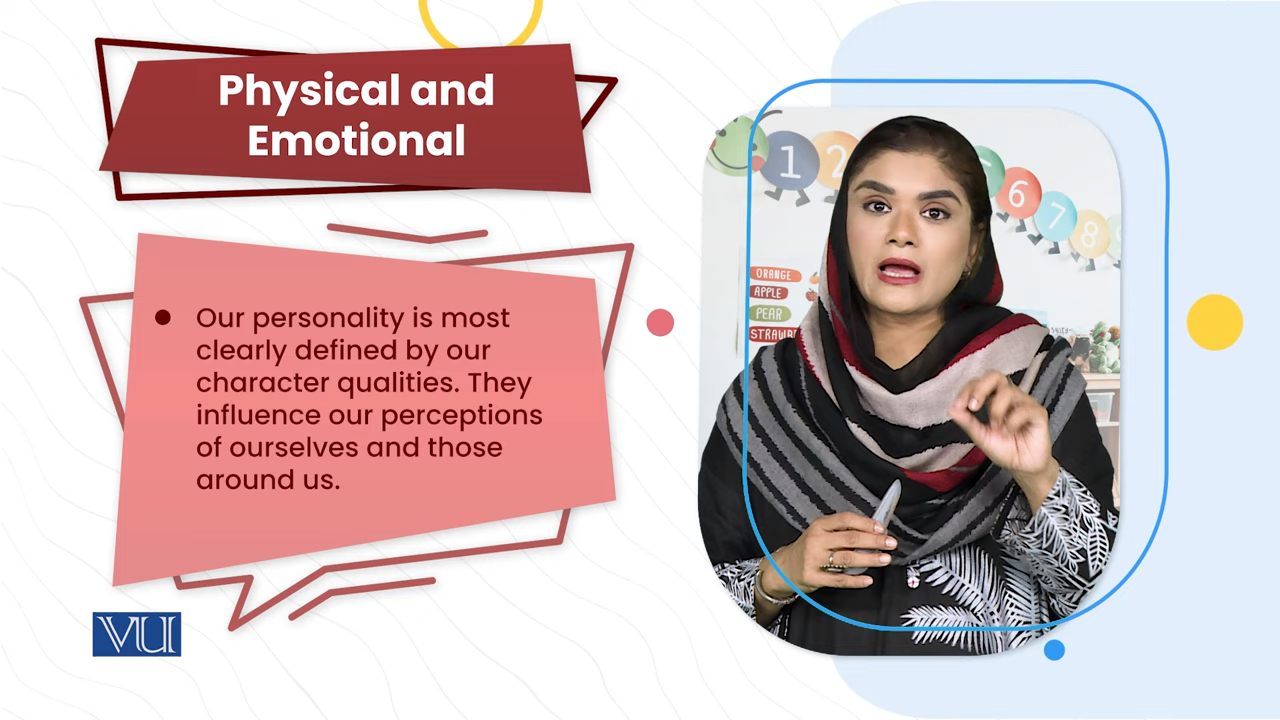 Physical and
Emotional
Our personality is most
clearly defined by our
character qualities. They
influence our perceptions
of ourselves and those
around us.
VU
1
2
6
7
8
ORANGE
APPLE
PEAR